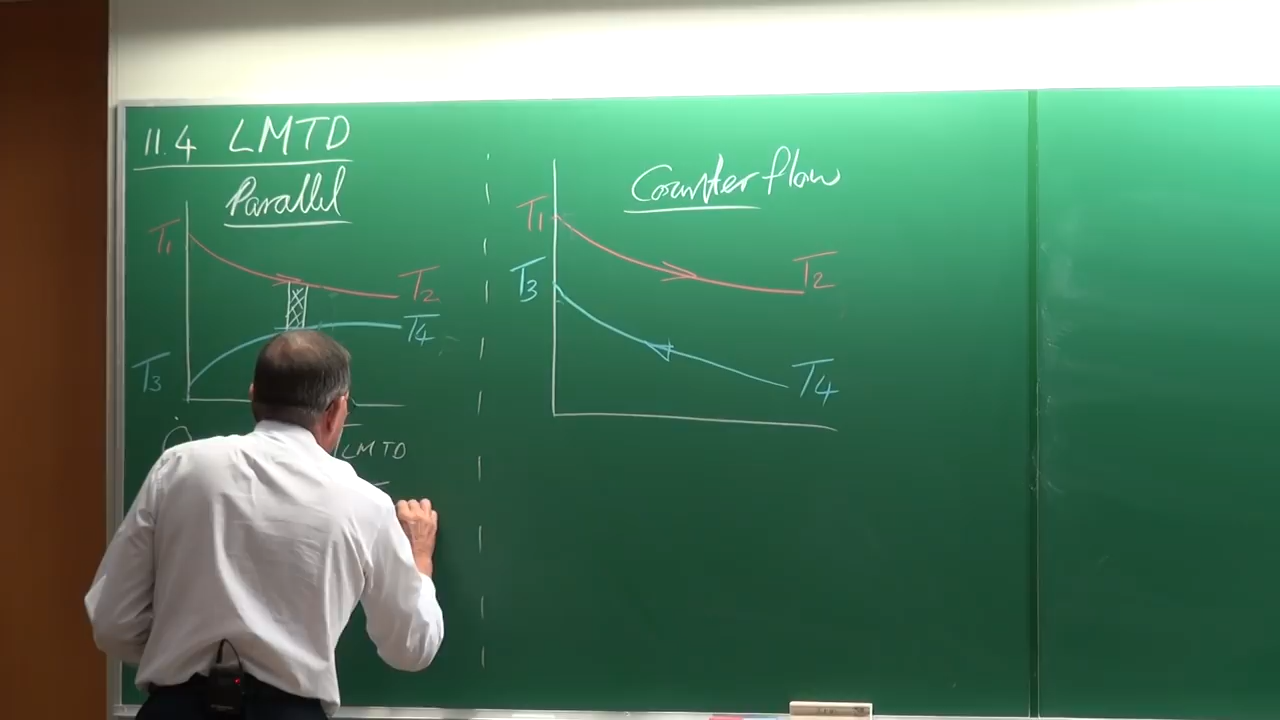 11.4 LMTD
Parallel
T1
T2
T4
T3
Q̇
LMTD
Counter flow
T1
T2
T3
T4